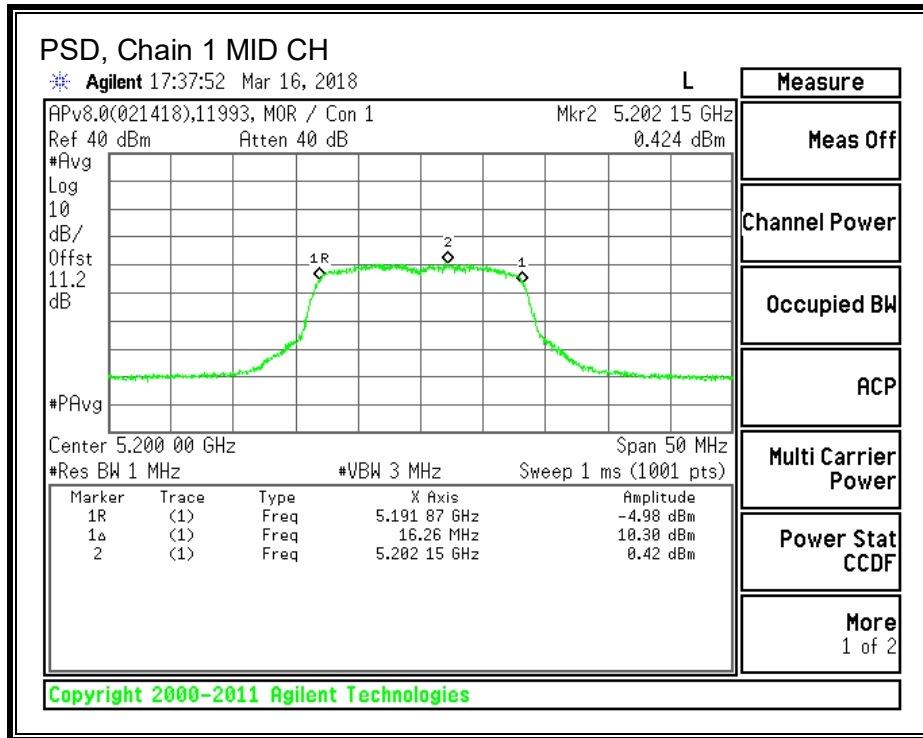 PSD, Chain 1 MID CH
Agilent 17:37:52 Mar 16, 2018 L
APv8.0(021418),11993, MOR / Con 1 Mkr2 5.202 15 GHz
Ref 40 dBm Atten 40 dB 0.424 dBm
#Avg
Log
10
dB/
Offst
11.2
dB
#PAvg
1R
2
1
Center 5.200 00 GHz Span 50 MHz
#Res BW 1 MHz #VBW 3 MHz Sweep 1 ms (1001 pts)
Marker Trace Type X Axis Amplitude
1R (1) Freq 5.191 87 GHz -4.98 dBm
1Δ (1) Freq 16.26 MHz 10.30 dBm
2 (1) Freq 5.202 15 GHz 0.42 dBm
Measure
Meas Off
Channel Power
Occupied BW
ACP
Multi Carrier
Power
Power Stat
CCDF
More
1 of 2
Copyright 2000-2011 Agilent Technologies